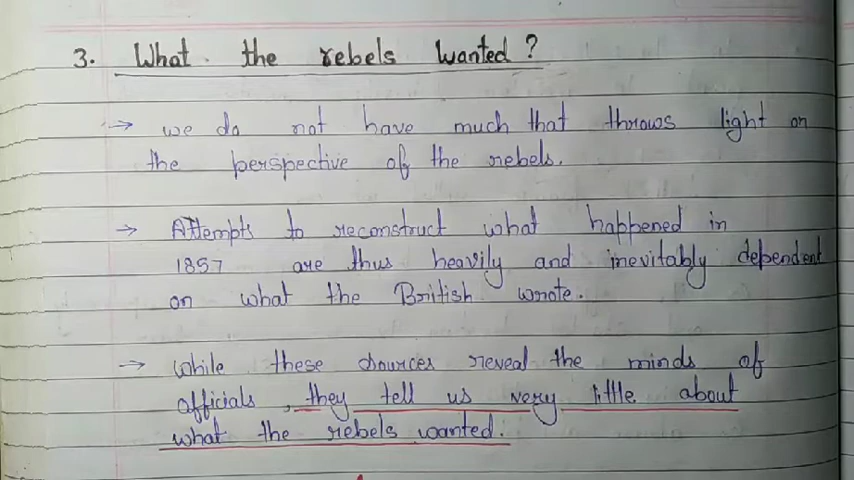 3. What the rebels wanted ?
→ we do not have much that throws light on
the perspective of the rebels.
→ Attempts to reconstruct what happened in
1857 are thus heavily and inevitably dependent
on what the British wrote.
→ while these sources reveal the minds of
officials, they tell us very little about
what the rebels wanted.